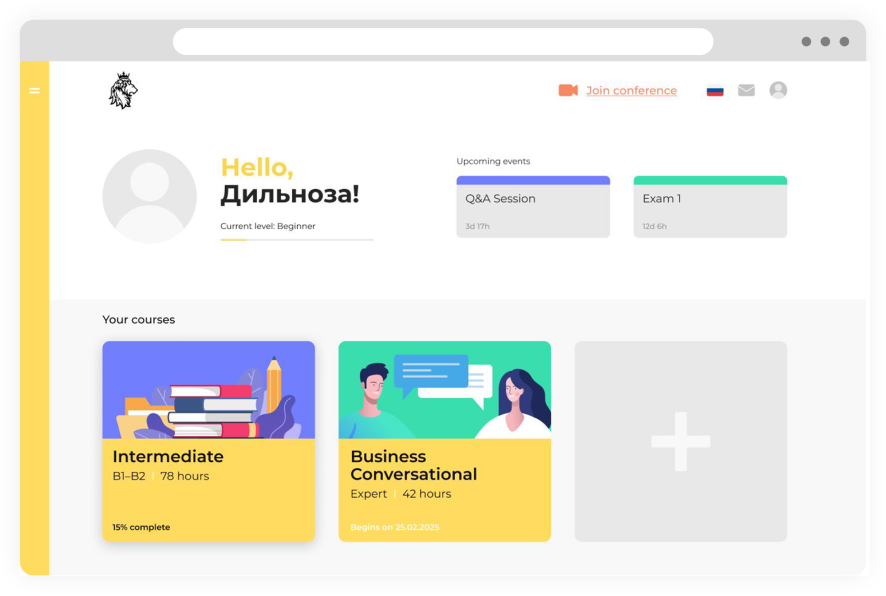 Join conference
Hello,
Дильноза!
Current level: Beginner
Upcoming events
Q&A Session
3d 17h
Exam 1
12d 6h
Your courses
Intermediate
B1–B2 | 78 hours
15% complete
Business
Conversational
Expert | 42 hours
Begins on 25.02.2025